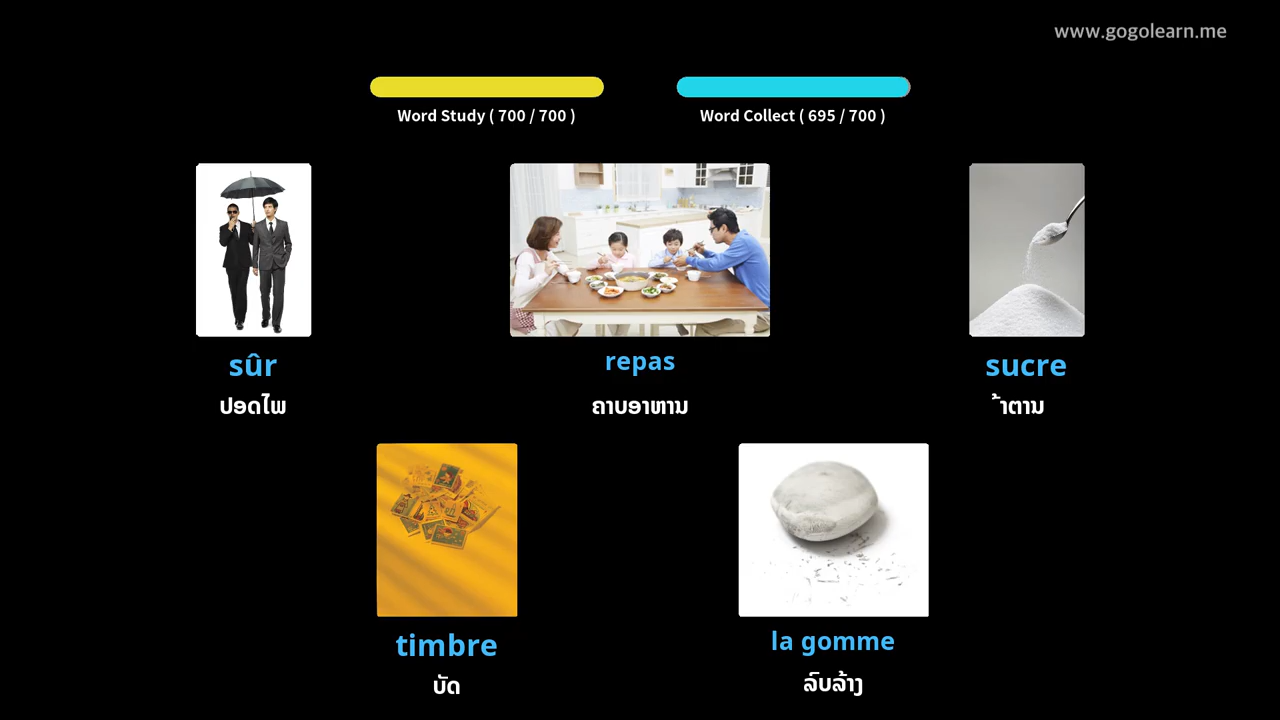 www.gogolearn.me
Word Study ( 700 / 700 )
Word Collect ( 695 / 700 )
sûr
repas
sucre
ປອດໄພ
ຄາບອາຫານ
້າຕານ
timbre
la gomme
ບັດ
ລົບລ້າງ